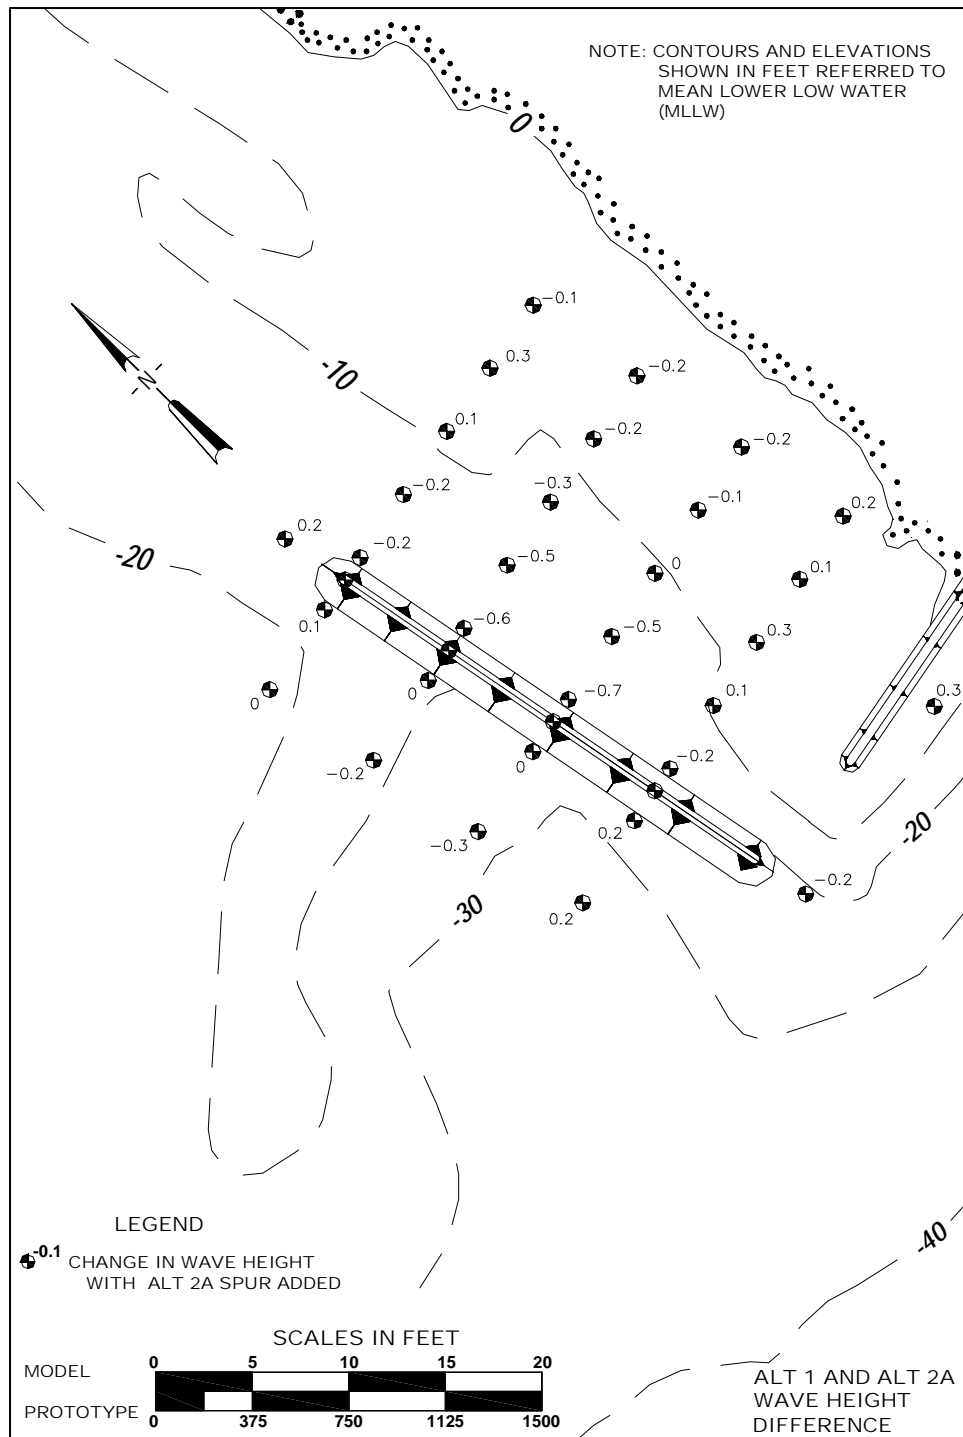 NOTE: CONTOURS AND ELEVATIONS
SHOWN IN FEET REFERRED TO
MEAN LOWER LOW WATER
(MLLW)
0
-0.1
0.3
-0.2
-10
0.1
-0.2
-0.2
-0.2
-0.3
-0.1
0.2
0.2
-20
-0.2
-0.5
0
0.1
0.1
-0.6
-0.5
0.3
0
0
-0.7
0.1
0.3
-0.2
0
-0.2
-0.3
0.2
-20
-0.2
-30
0.2
-40
LEGEND
-0.1
CHANGE IN WAVE HEIGHT
WITH ALT 2A SPUR ADDED
SCALES IN FEET
MODEL
0 5 10 15 20
PROTOTYPE
0 375 750 1125 1500
ALT 1 AND ALT 2A
WAVE HEIGHT
DIFFERENCE
N